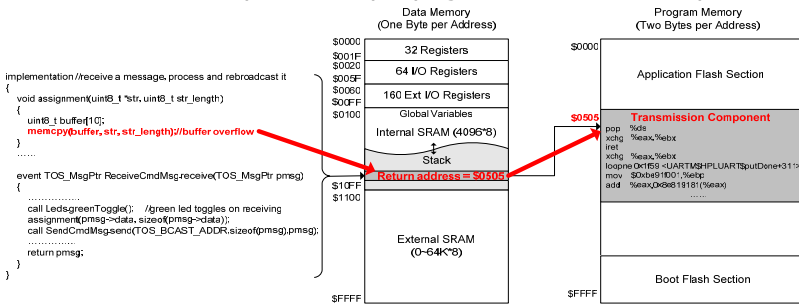 implementation //receive a message, process and rebroadcast it
{
void assignment(uint8_t *str, uint8_t str_length)
{
uint8_t buffer[10];
memcpy(buffer, str, str_length);//buffer overflow
}
......
event TOS_MsgPtr ReceiveCmdMsg.receive(TOS_MsgPtr pmsg)
{
................
call Leds.greenToggle(); //green led toggles on receiving
assignment(pmsg->data, sizeof(pmsg->data));
call SendCmdMsg.send(TOS_BCAST_ADDR,sizeof(pmsg),pmsg);
................
return pmsg;
}
}
Data Memory
(One Byte per Address)
$0000
32 Registers
$001F
$0020
64 I/O Registers
$005F
$0060
160 Ext I/O Registers
$00FF
$0100
Global Variables
Internal SRAM (4096*8)
Stack
Return address = $0505
$10FF
$1100
External SRAM
(0~64K*8)
$FFFF
Program Memory
(Two Bytes per Address)
$0000
Application Flash Section
$0505
Transmission Component
pop %ds
xchg %eax,%ebx
iret
xchg %eax,%ebx
loopne 0x1f59 <UARTM$HPLUART$putDone+311>
mov $0xbe91f001,%ebp
add %eax,0x8e819181(%eax)
......
Boot Flash Section
$FFFF